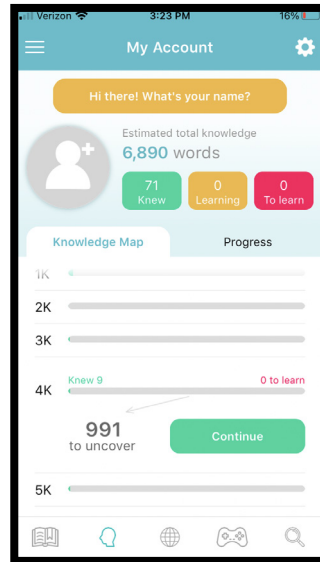 Verizon 3:23 PM 16%
My Account
Hi there! What's your name?
Estimated total knowledge
6,890 words
71 0 0
Knew Learning To learn
Knowledge Map Progress
1K
2K
3K
Knew 9 0 to learn
4K
991
to uncover
Continue
5K